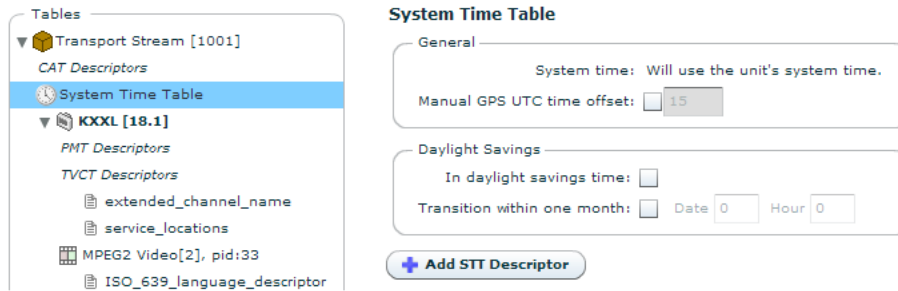 Tables
Transport Stream [1001]
CAT Descriptors
System Time Table
KXXL [18.1]
PMT Descriptors
TVCT Descriptors
extended_channel_name
service_locations
MPEG2 Video[2], pid:33
ISO_639_language_descriptor
System Time Table
General
System time: Will use the unit's system time.
Manual GPS UTC time offset: 15
Daylight Savings
In daylight savings time:
Transition within one month: Date 0 Hour 0
Add STT Descriptor